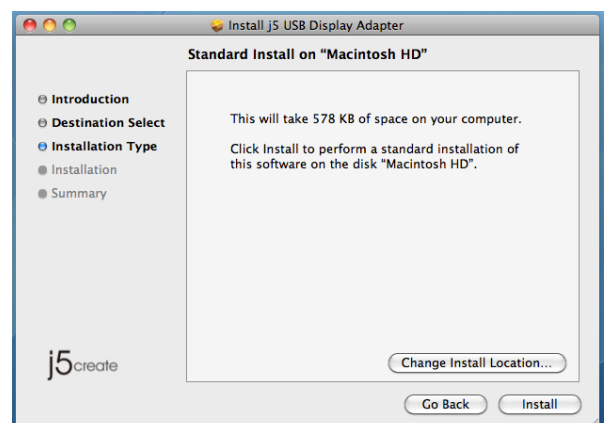 Install j5 USB Display Adapter
Standard Install on “Macintosh HD”
Introduction
Destination Select
Installation Type
Installation
Summary
This will take 578 KB of space on your computer.
Click Install to perform a standard installation of
this software on the disk “Macintosh HD”.
j5create
Change Install Location...
Go Back
Install